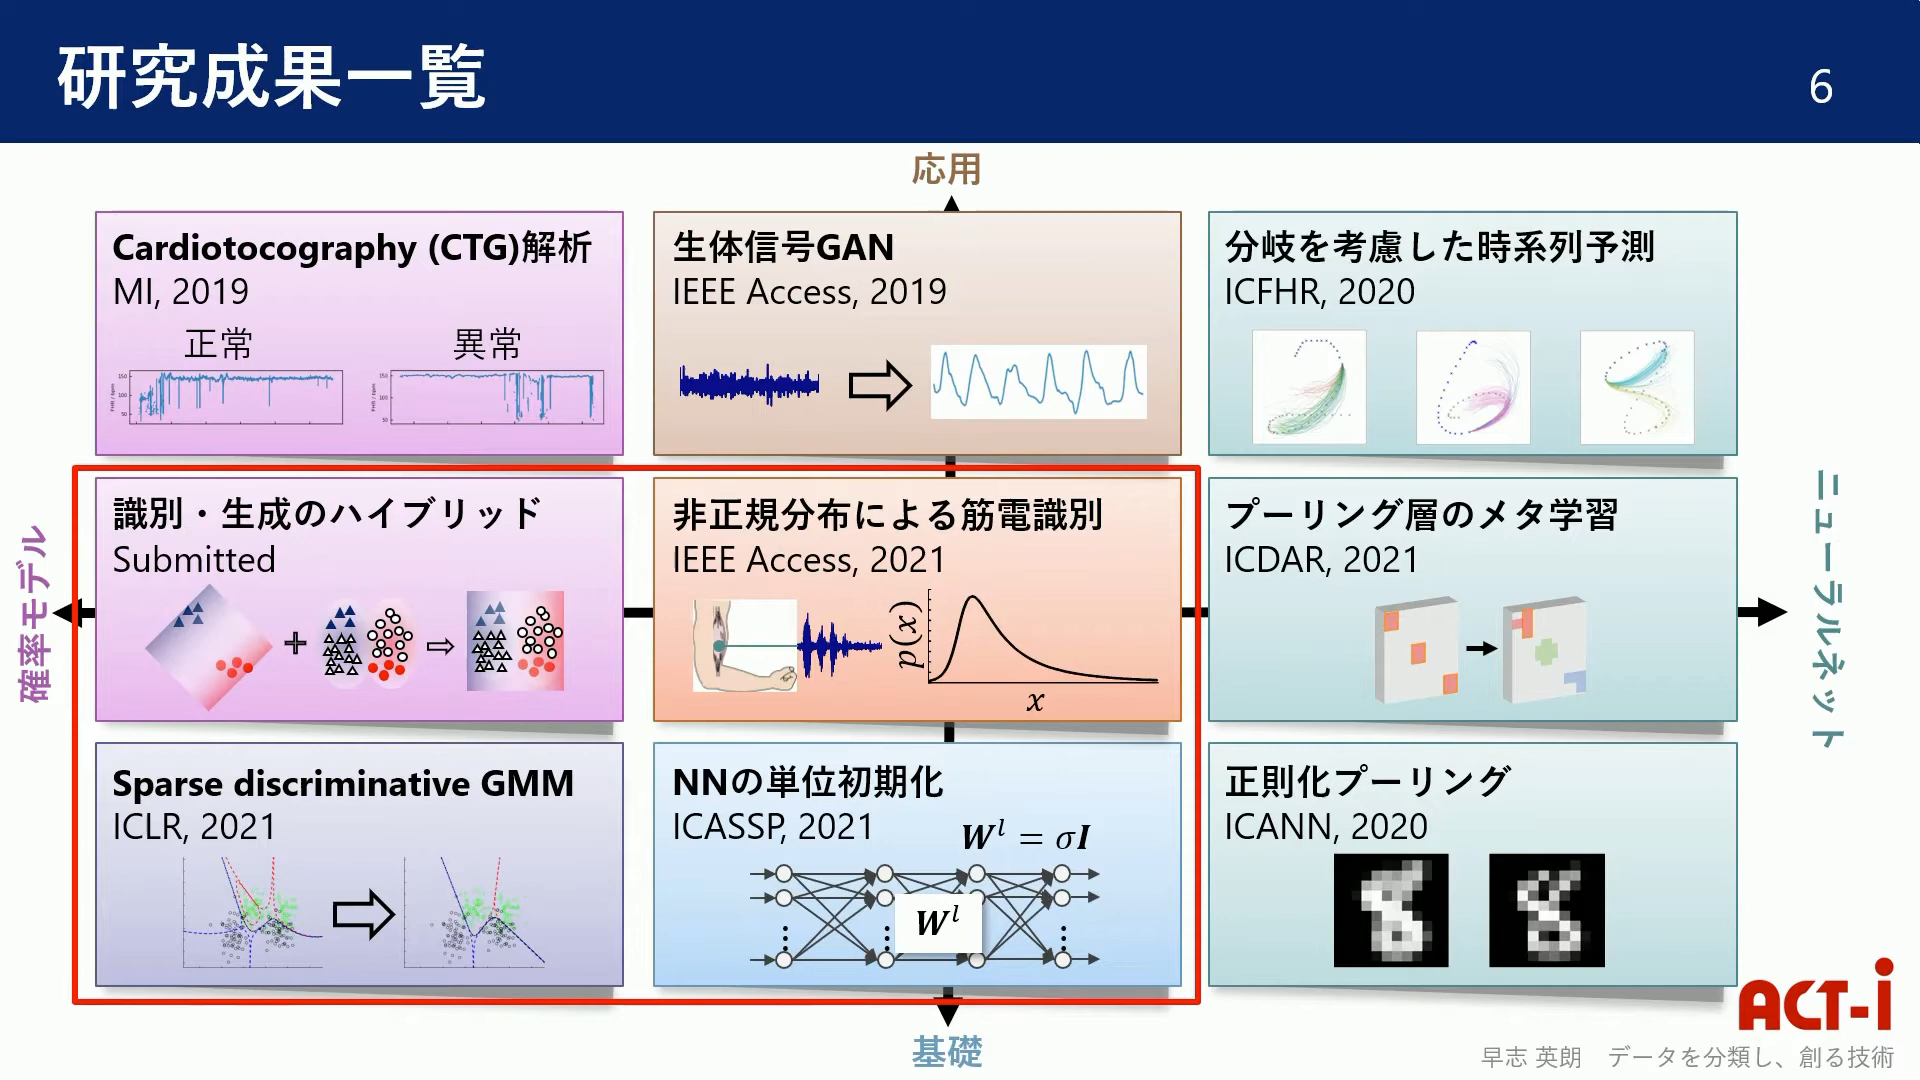 研究成果一覧
6
応用
Cardiotocography (CTG)解析
MI, 2019
正常
異常
生体信号GAN
IEEE Access, 2019
分岐を考慮した時系列予測
ICFHR, 2020
確率モデル
識別・生成のハイブリッド
Submitted
非正規分布による筋電識別
IEEE Access, 2021
p(x)
x
プーリング層のメタ学習
ICDAR, 2021
ニューラルネット
Sparse discriminative GMM
ICLR, 2021
NNの単位初期化
ICASSP, 2021
W^l = σI
W^l
正則化プーリング
ICANN, 2020
基礎
ACT-i
早志 英朗　データを分類し、創る技術